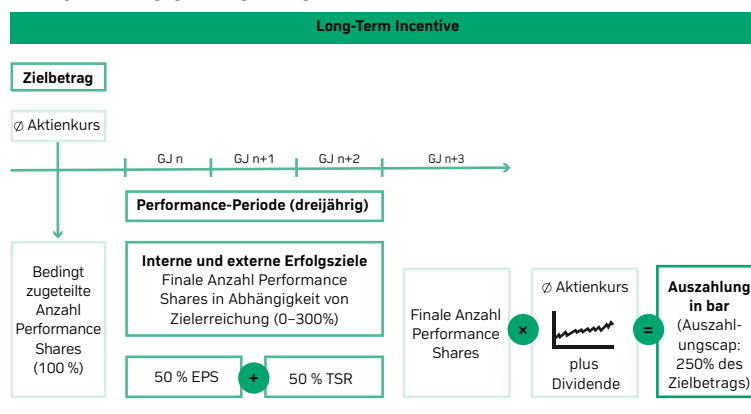 Long-Term Incentive
Zielbetrag
Ø Aktienkurs
GJ n
GJ n+1
GJ n+2
GJ n+3
Performance-Periode (dreijährig)
Bedingt
zugeteilte
Anzahl
Performance
Shares
(100 %)
Interne und externe Erfolgsziele
Finale Anzahl Performance
Shares in Abhängigkeit von
Zielerreichung (0–300%)
50 % EPS
+
50 % TSR
Finale Anzahl
Performance
Shares
×
Ø Aktienkurs
plus
Dividende
=
Auszahlung
in bar
(Auszahl-
ungscap:
250% des
Zielbetrags)